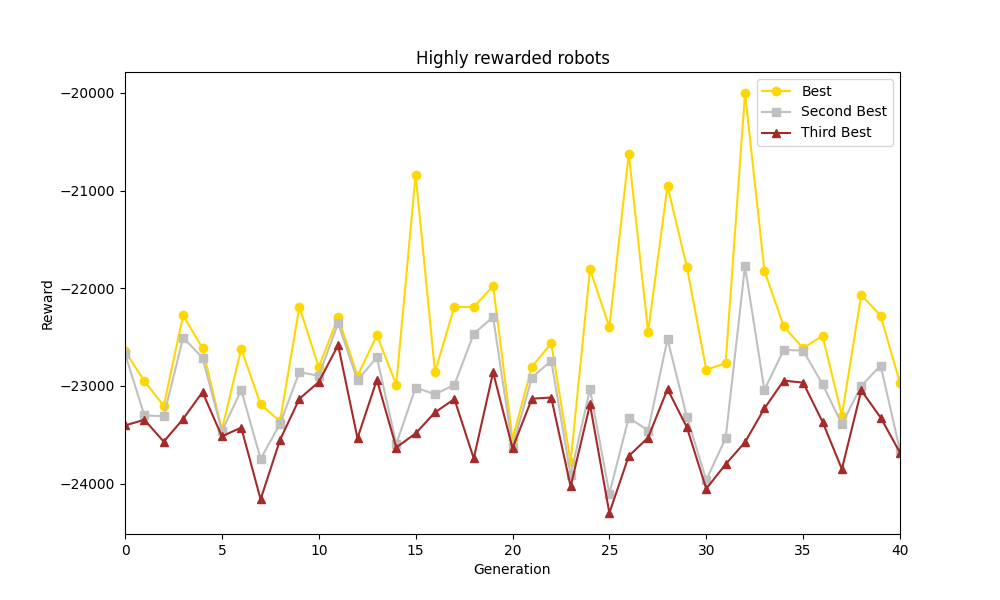 Highly rewarded robots
Best
Second Best
Third Best
−20000
−21000
−22000
−23000
−24000
Reward
0 5 10 15 20 25 30 35 40
Generation